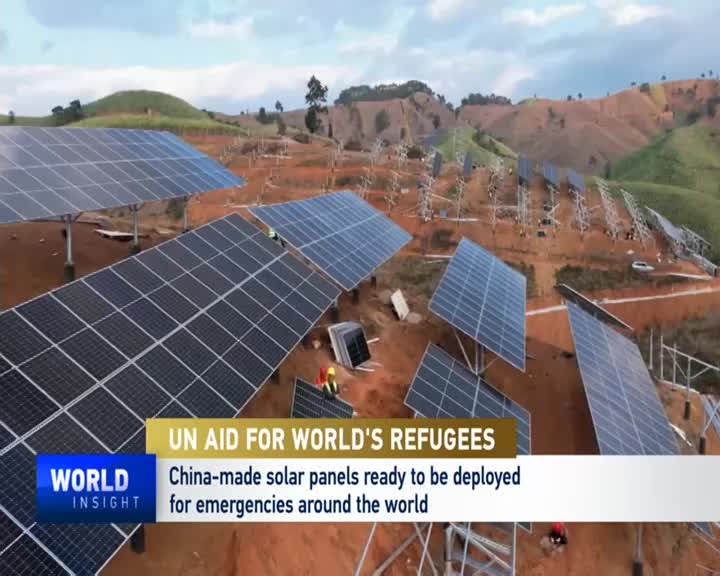 UN AID FOR WORLD'S REFUGEES
WORLD
INSIGHT
China-made solar panels ready to be deployed
for emergencies around the world